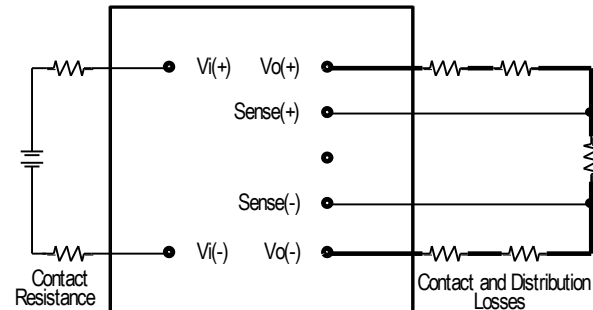 Vi(+) Vo(+)
Sense(+)
Sense(-)
Vi(-) Vo(-)
Contact
Resistance
Contact and Distribution
Losses